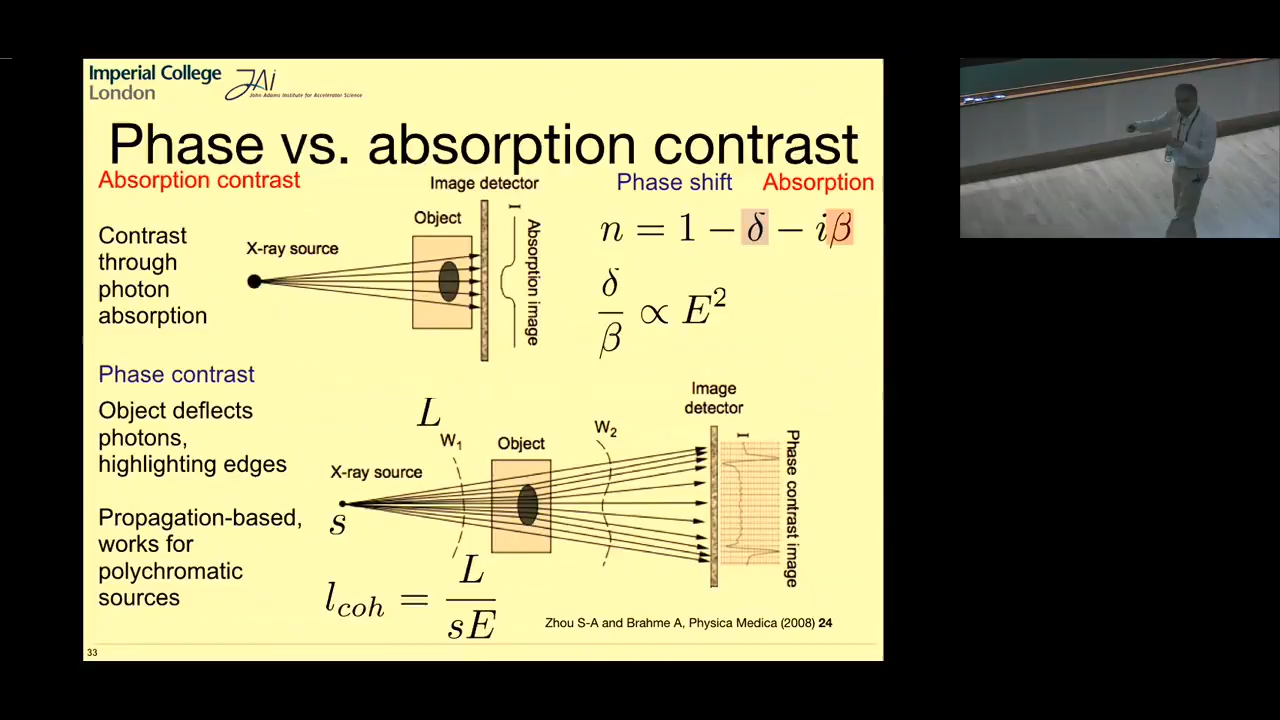 Imperial College
London
JAi
John Adams Institute for Accelerator Science
Phase vs. absorption contrast
Absorption contrast
Image detector
Phase shift
Absorption
Contrast
through
photon
absorption
X-ray source
Object
I
Absorption image
n = 1 − δ − iβ
δ/β ∝ E²
Phase contrast
Object deflects
photons,
highlighting edges
Propagation-based,
works for
polychromatic
sources
L
W₁
Object
W₂
Image
detector
X-ray source
s
I
Phase contrast image
l_coh = L/sE
Zhou S-A and Brahme A, Physica Medica (2008) 24
33